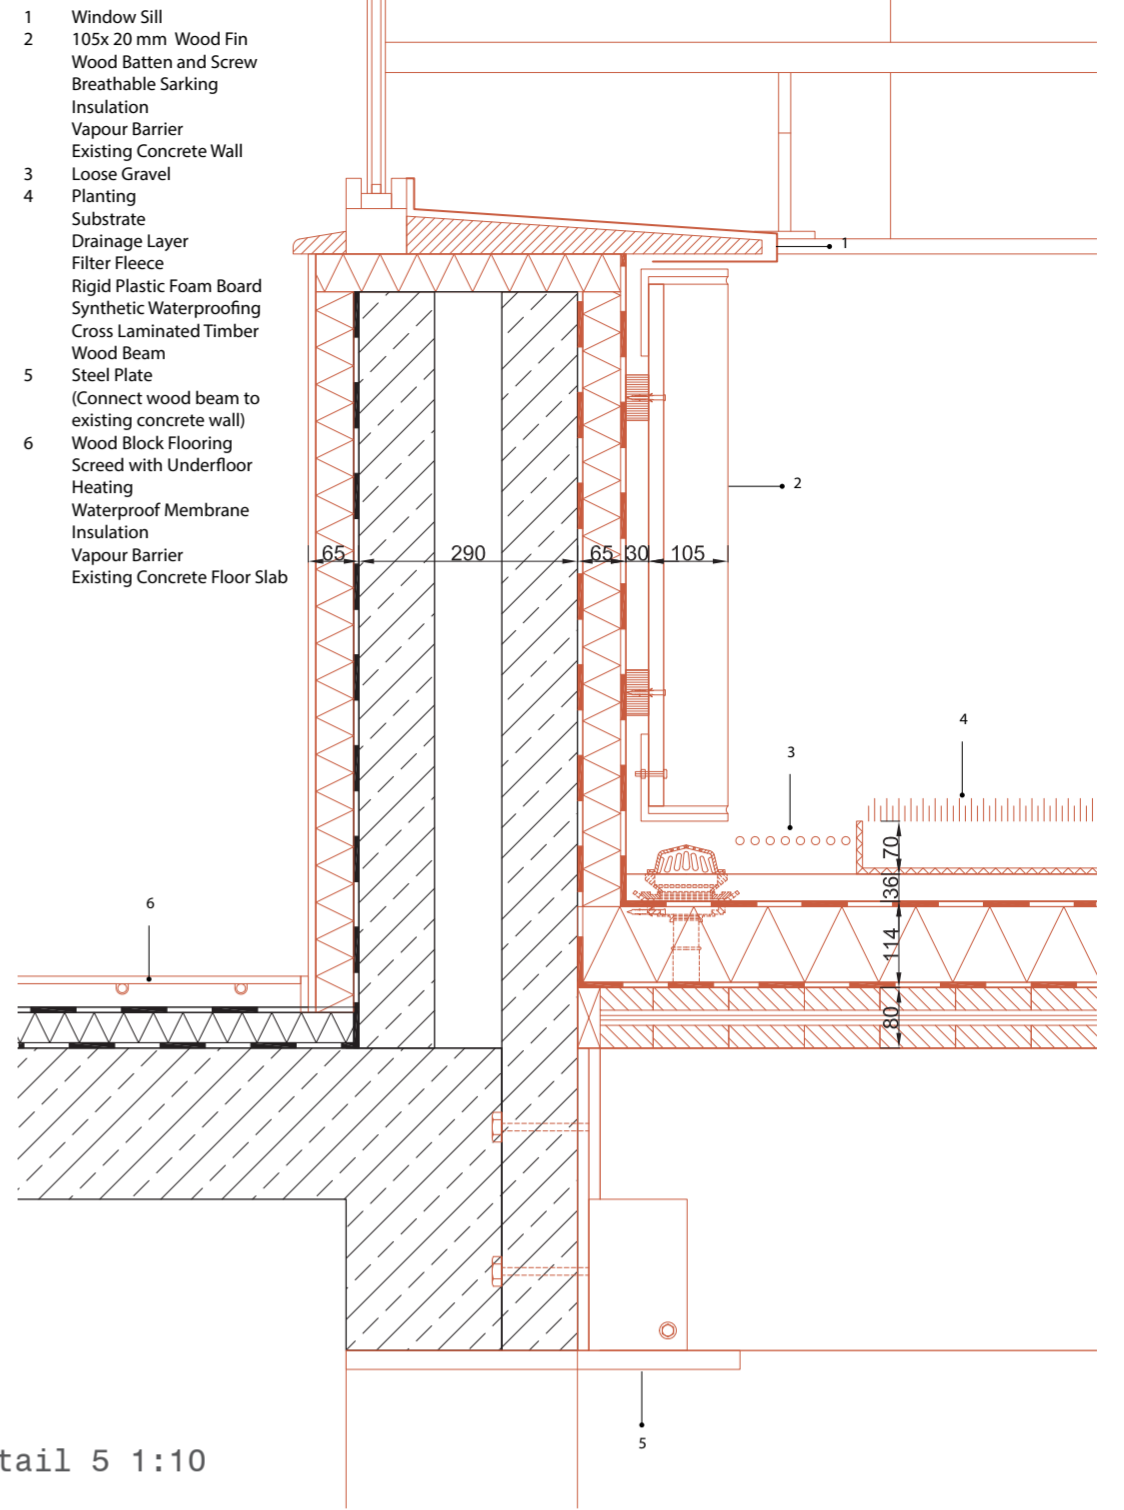 1 Window Sill
2 105x 20 mm Wood Fin
Wood Batten and Screw
Breathable Sarking
Insulation
Vapour Barrier
Existing Concrete Wall
3 Loose Gravel
4 Planting
Substrate
Drainage Layer
Filter Fleece
Rigid Plastic Foam Board
Synthetic Waterproofing
Cross Laminated Timber
Wood Beam
5 Steel Plate
(Connect wood beam to
existing concrete wall)
6 Wood Block Flooring
Screed with Underfloor
Heating
Waterproof Membrane
Insulation
Vapour Barrier
Existing Concrete Floor Slab
1
2
65 290 65 30 105
4
3
70
36
114
80
6
5
tail 5 1:10